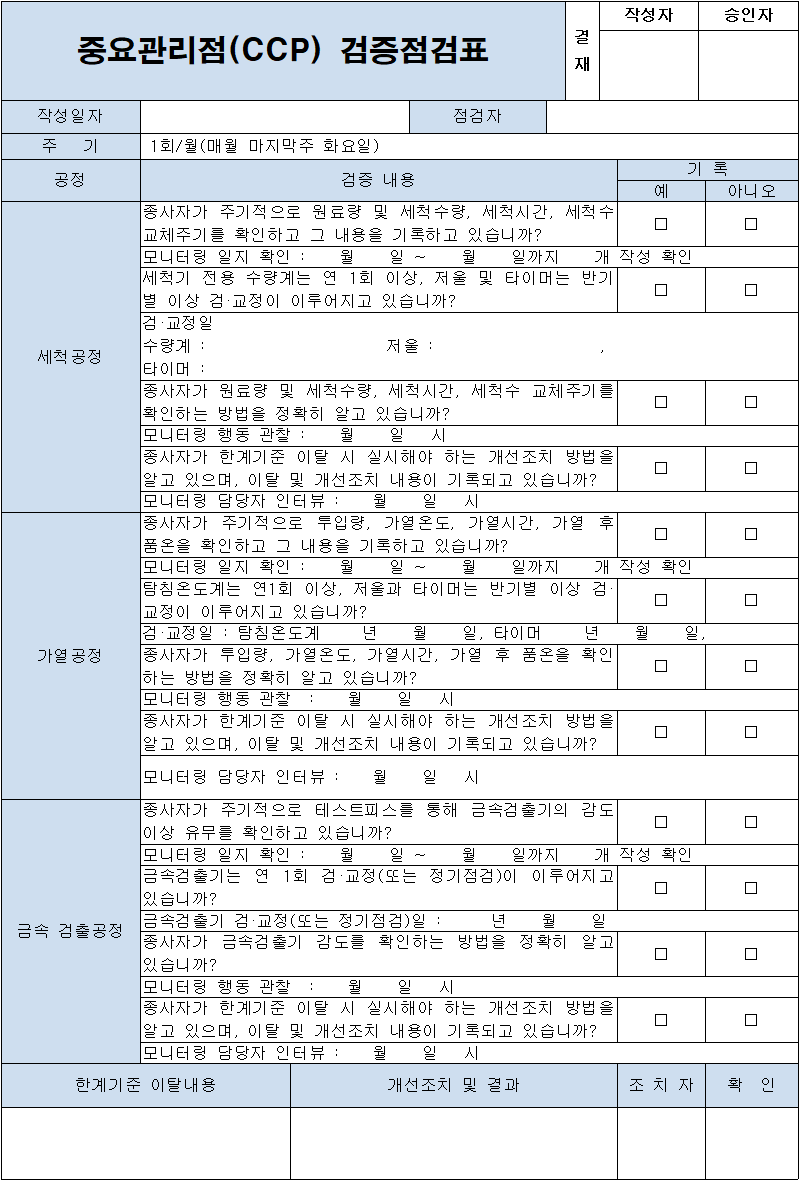 중요관리점(CCP) 검증점검표
결
재
작성자
승인자
작성일자
점검자
주 기
1회/월(매월 마지막주 화요일)
공정
검증 내용
기 록
예
아니오
세척공정
종사자가 주기적으로 원료량 및 세척수량, 세척시간, 세척수
교체주기를 확인하고 그 내용을 기록하고 있습니까?
□ □
모니터링 일지 확인 : 월 일 ~ 월 일까지 개 작성 확인
세척기 전용 수량계는 연 1회 이상, 저울 및 타이머는 반기
별 이상 검·교정이 이루어지고 있습니까?
□ □
검·교정일
수량계 : 저울 : ,
타이머 :
종사자가 원료량 및 세척수량, 세척시간, 세척수 교체주기를
확인하는 방법을 정확히 알고 있습니까?
□ □
모니터링 행동 관찰 : 월 일 시
종사자가 한계기준 이탈 시 실시해야 하는 개선조치 방법을
알고 있으며, 이탈 및 개선조치 내용이 기록되고 있습니까?
□ □
모니터링 담당자 인터뷰 : 월 일 시
가열공정
종사자가 주기적으로 투입량, 가열온도, 가열시간, 가열 후
품온을 확인하고 그 내용을 기록하고 있습니까?
□ □
모니터링 일지 확인 : 월 일 ~ 월 일까지 개 작성 확인
탐침온도계는 연1회 이상, 저울과 타이머는 반기별 이상 검·
교정이 이루어지고 있습니까?
□ □
검·교정일 : 탐침온도계 년 월 일, 타이머 년 월 일,
종사자가 투입량, 가열온도, 가열시간, 가열 후 품온을 확인
하는 방법을 정확히 알고 있습니까?
□ □
모니터링 행동 관찰 : 월 일 시
종사자가 한계기준 이탈 시 실시해야 하는 개선조치 방법을
알고 있으며, 이탈 및 개선조치 내용이 기록되고 있습니까?
□ □
모니터링 담당자 인터뷰 : 월 일 시
금속 검출공정
종사자가 주기적으로 테스트피스를 통해 금속검출기의 감도
이상 유무를 확인하고 있습니까?
□ □
모니터링 일지 확인 : 월 일 ~ 월 일까지 개 작성 확인
금속검출기는 연 1회 검·교정(또는 정기점검)이 이루어지고
있습니까?
□ □
금속검출기 검·교정(또는 정기점검)일 : 년 월 일
종사자가 금속검출기 감도를 확인하는 방법을 정확히 알고
있습니까?
□ □
모니터링 행동 관찰 : 월 일 시
종사자가 한계기준 이탈 시 실시해야 하는 개선조치 방법을
알고 있으며, 이탈 및 개선조치 내용이 기록되고 있습니까?
□ □
모니터링 담당자 인터뷰 : 월 일 시
한계기준 이탈내용
개선조치 및 결과
조 치 자
확 인